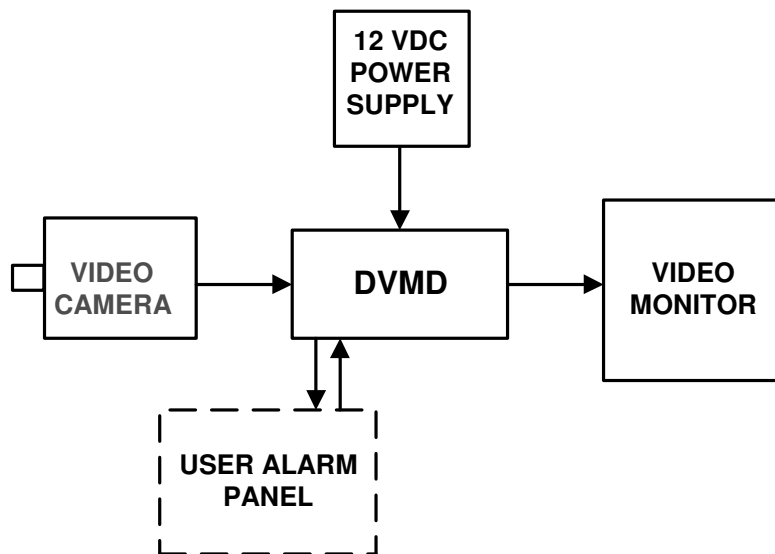 12 VDC
POWER
SUPPLY
VIDEO
CAMERA
DVMD
VIDEO
MONITOR
USER ALARM
PANEL